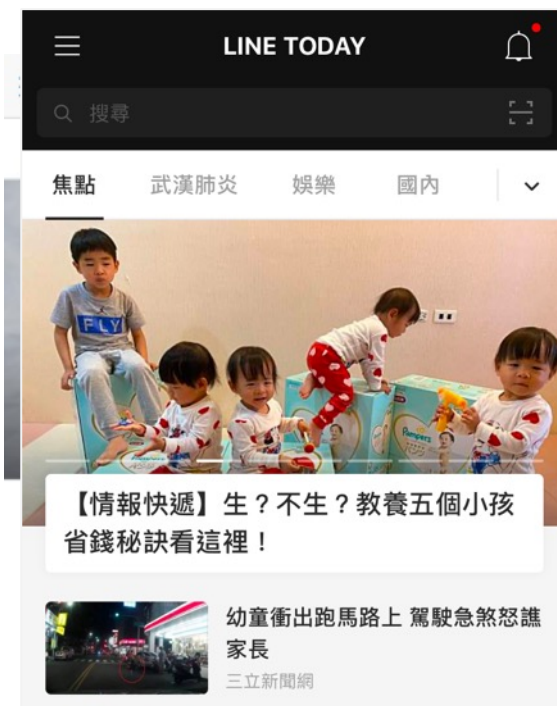 LINE TODAY
搜尋
焦點 武漢肺炎 娛樂 國內
FLY
Pampers
【情報快遞】生？不生？教養五個小孩
省錢秘訣看這裡！
幼童衝出跑馬路上 駕駛急煞怒譙
家長
三立新聞網